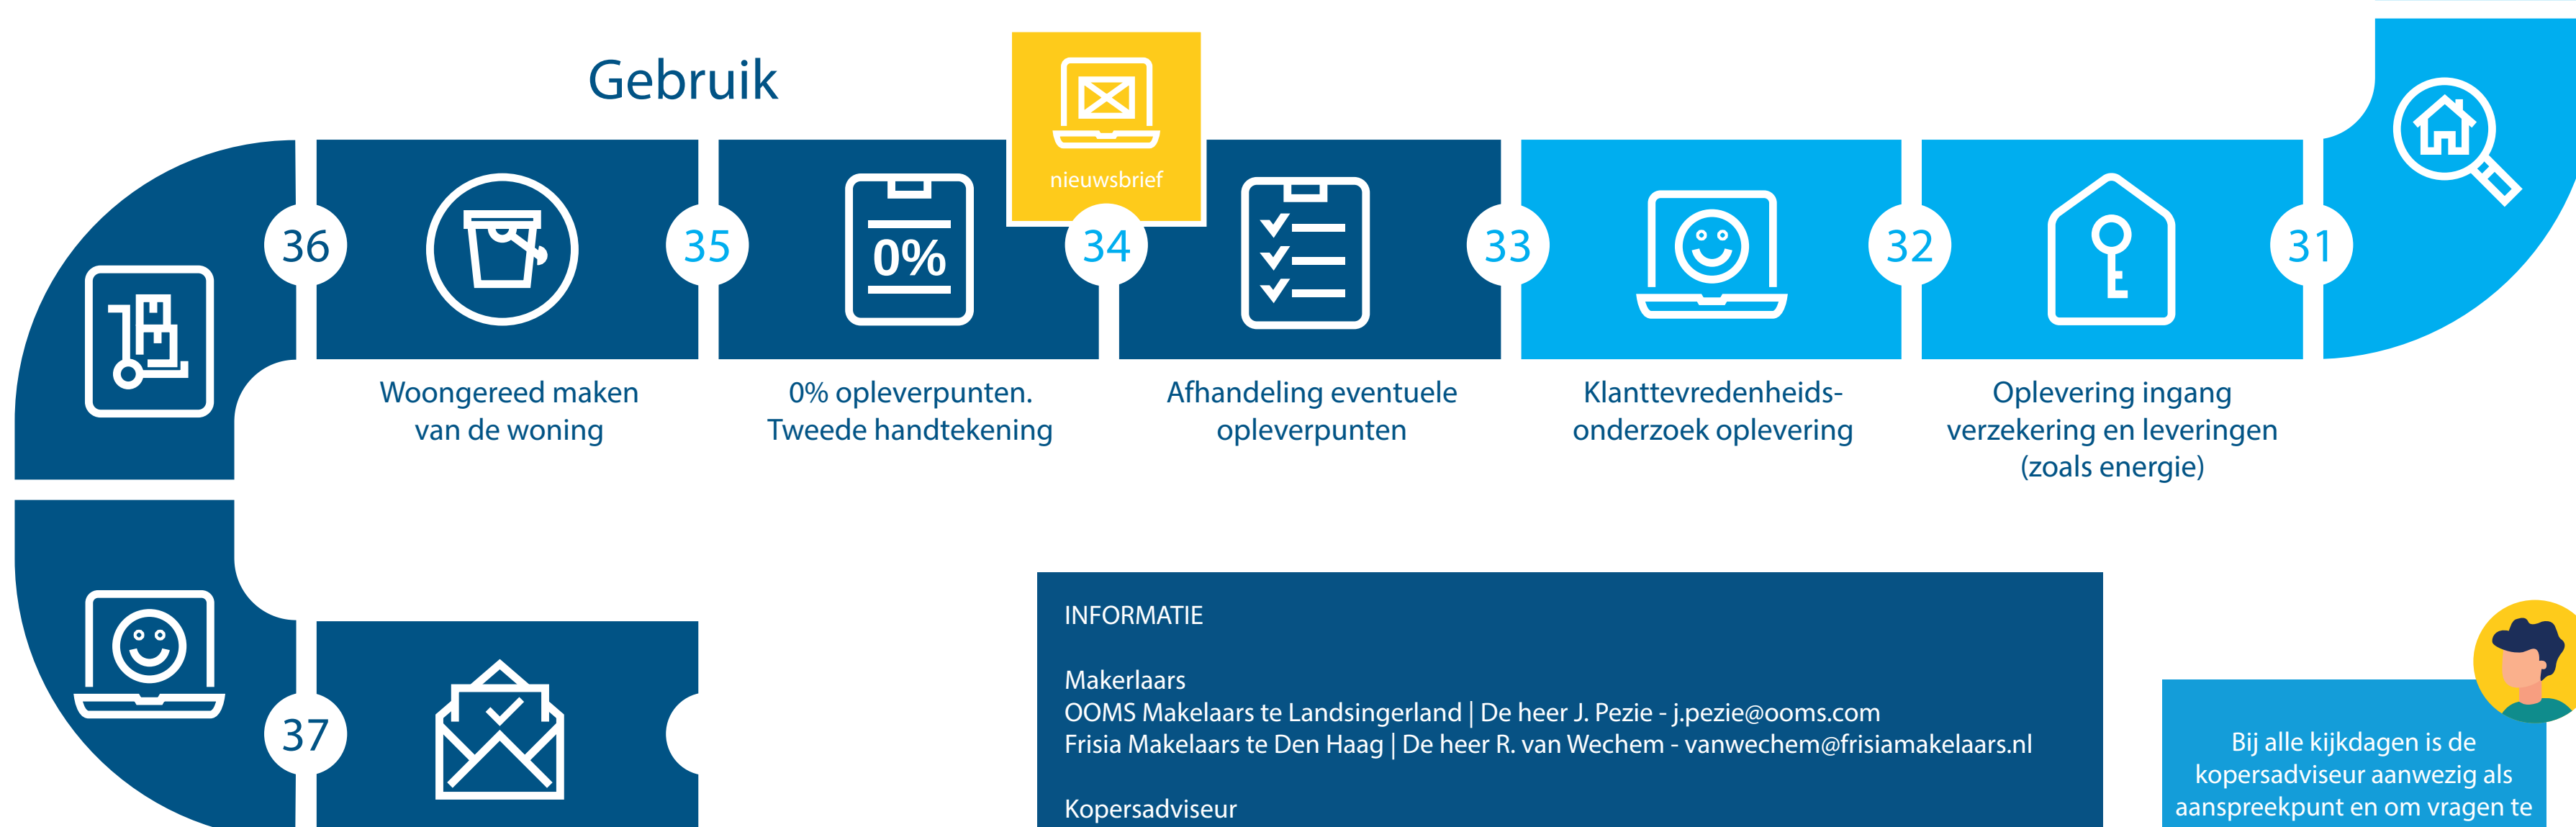 Gebruik
nieuwsbrief
36
35
0%
34
33
32
31
Woongereed maken
van de woning
0% opleverpunten.
Tweede handtekening
Afhandeling eventuele
opleverpunten
Klanttevredenheids-
onderzoek oplevering
Oplevering ingang
verzekering en leveringen
(zoals energie)
37
INFORMATIE
Makerlaars
OOMS Makelaars te Landsingerland | De heer J. Pezie - j.pezie@ooms.com
Frisia Makelaars te Den Haag | De heer R. van Wechem - vanwechem@frisiamakelaars.nl
Kopersadviseur
Bij alle kijkdagen is de
kopersadviseur aanwezig als
aanspreekpunt en om vragen te